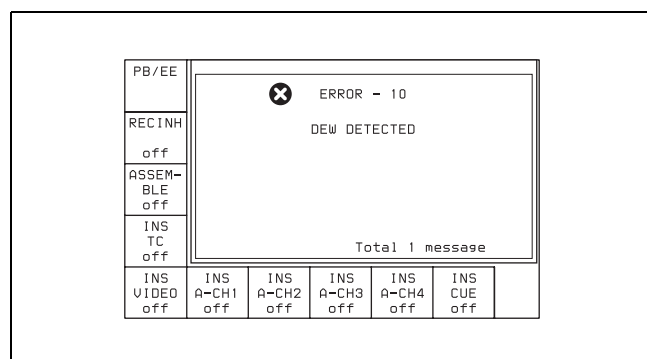 PB/EE
ERROR - 10
RECINH
off
DEW DETECTED
ASSEM-
BLE
off
INS
TC
off
Total 1 message
INS
VIDEO
off
INS
A-CH1
off
INS
A-CH2
off
INS
A-CH3
off
INS
A-CH4
off
INS
CUE
off